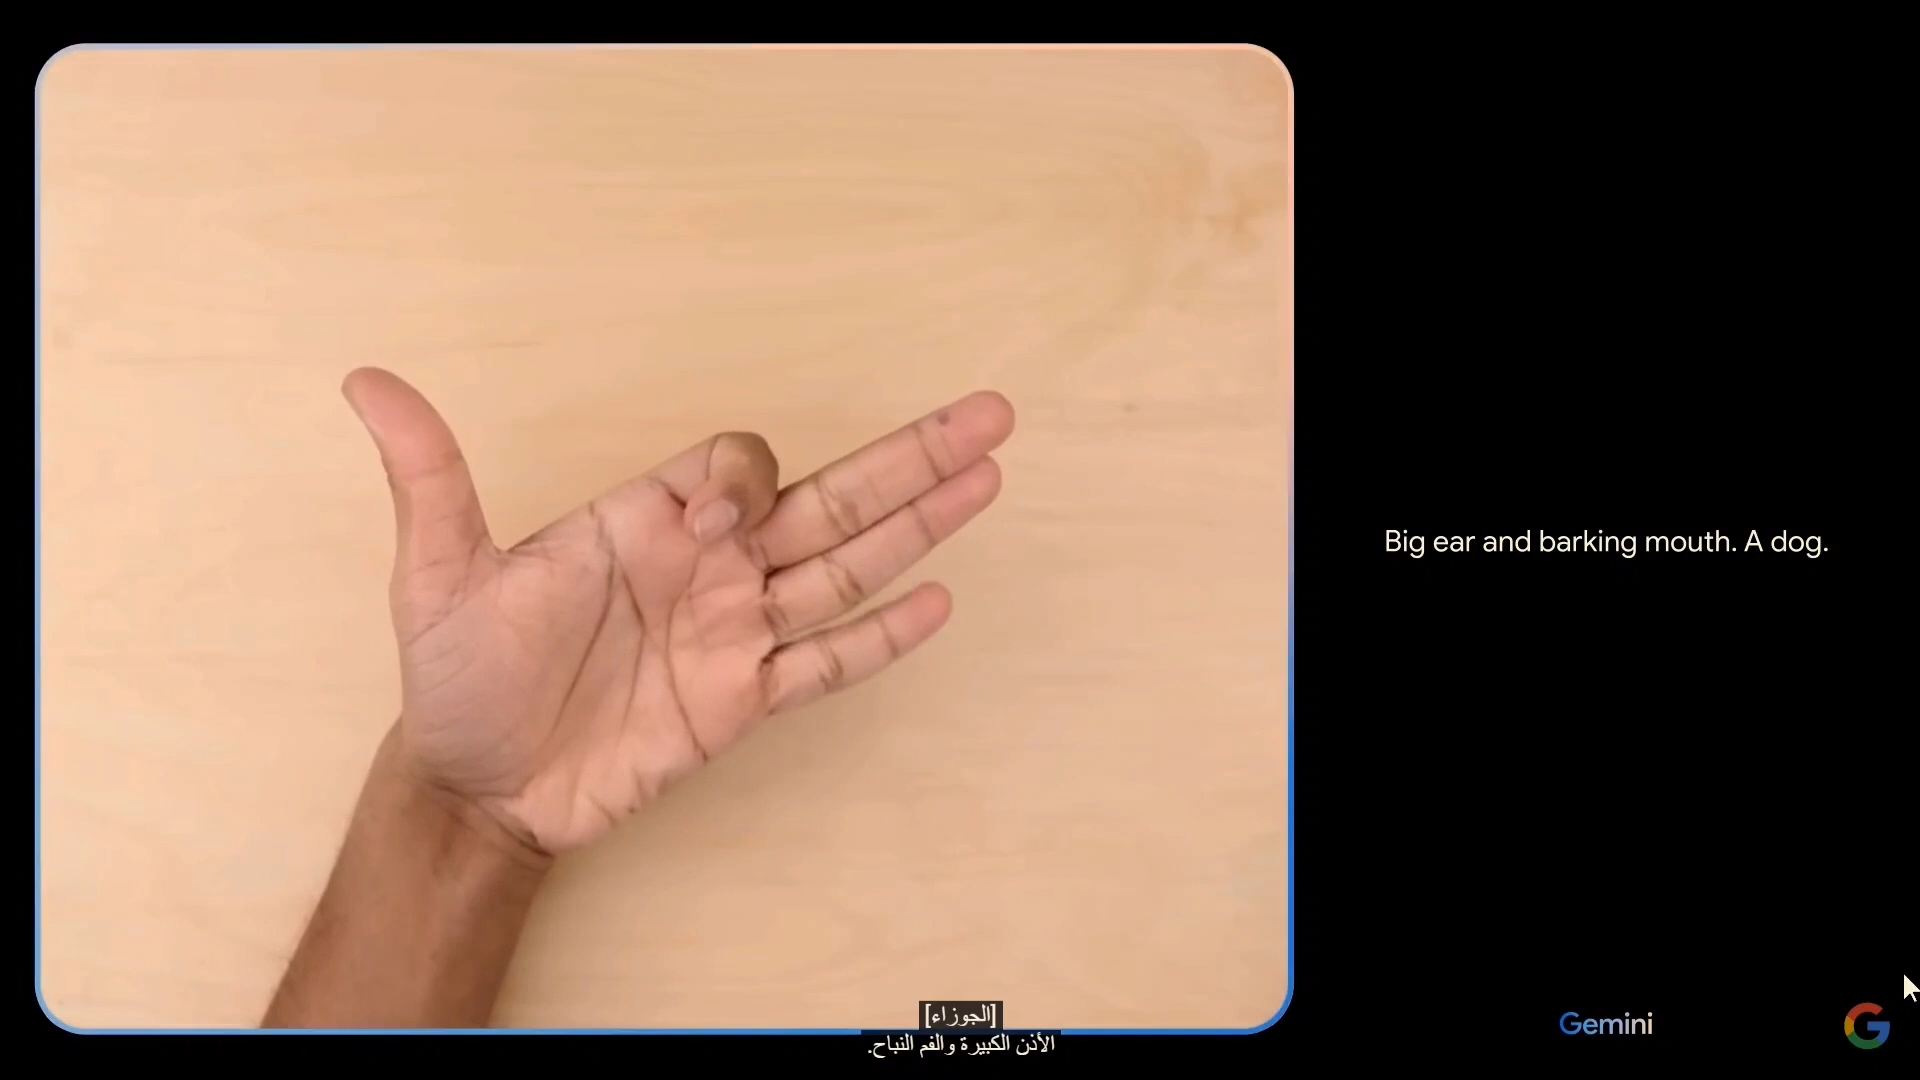 Big ear and barking mouth. A dog.
[الجوزاء]
الأذن الكبيرة والفم النباح.
Gemini